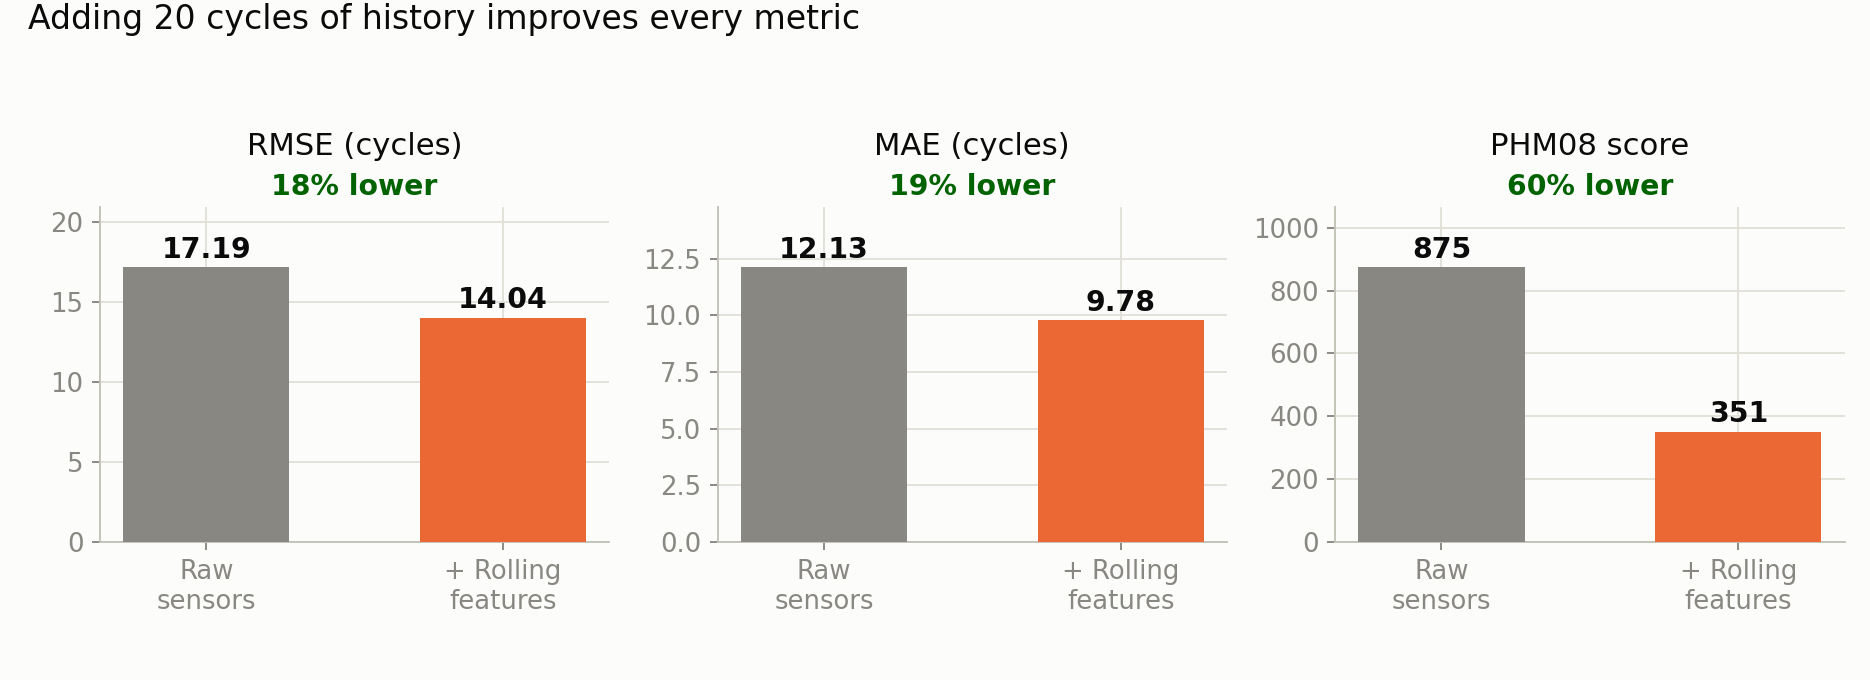 Adding 20 cycles of history improves every metric
RMSE (cycles)
18% lower
20
15
10
5
0
17.19
14.04
Raw
sensors
+ Rolling
features
MAE (cycles)
19% lower
12.5
10.0
7.5
5.0
2.5
0.0
12.13
9.78
Raw
sensors
+ Rolling
features
PHM08 score
60% lower
1000
800
600
400
200
0
875
351
Raw
sensors
+ Rolling
features